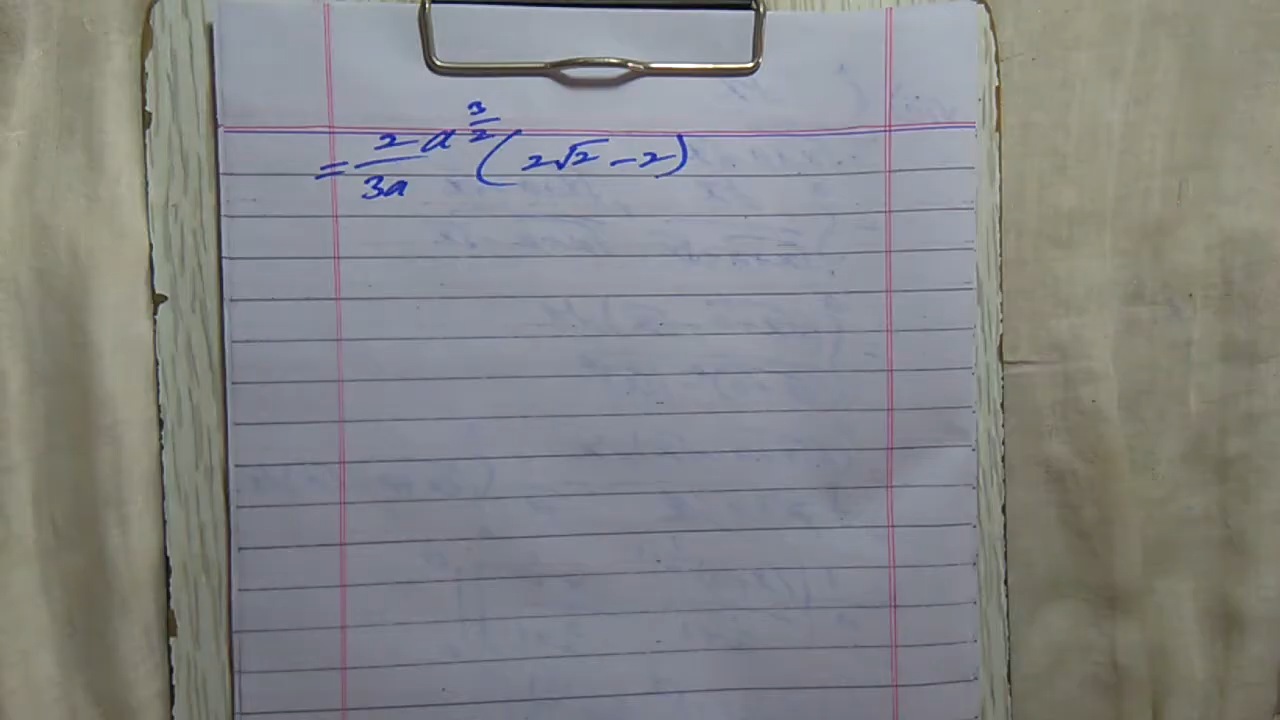 = 2/3a a^3/2 (2√2 - 2)